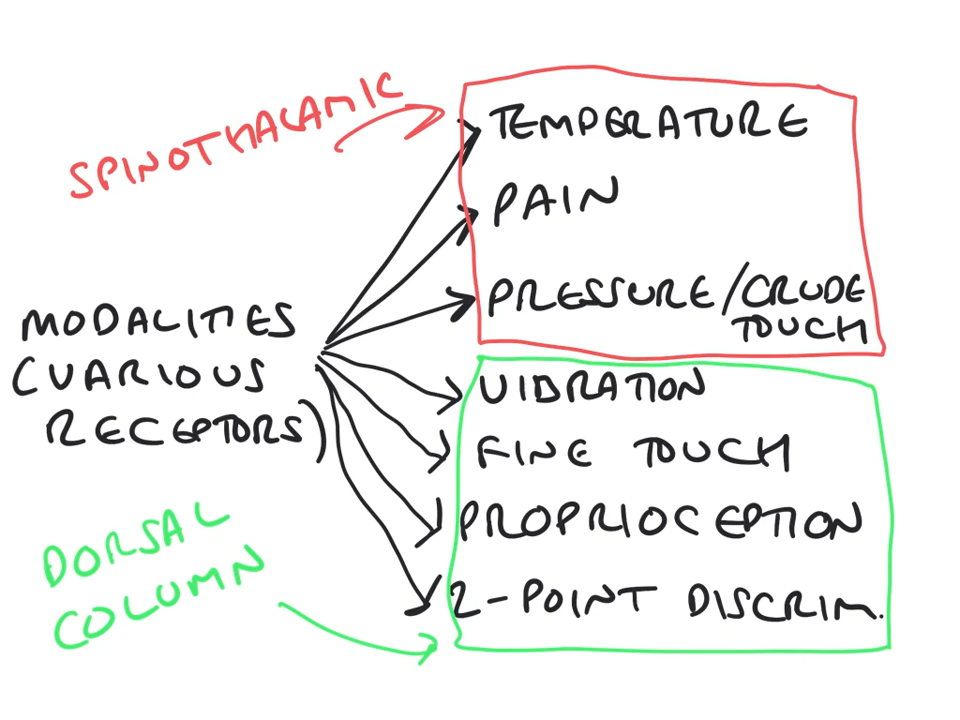 SPINOTHALAMIC
TEMPERATURE
PAIN
PRESSURE/CRUDE
TOUCH
MODALITIES
(VARIOUS
RECEPTORS)
VIBRATION
FINE TOUCH
PROPRIOCEPTION
2-POINT DISCRIM.
DORSAL
COLUMN